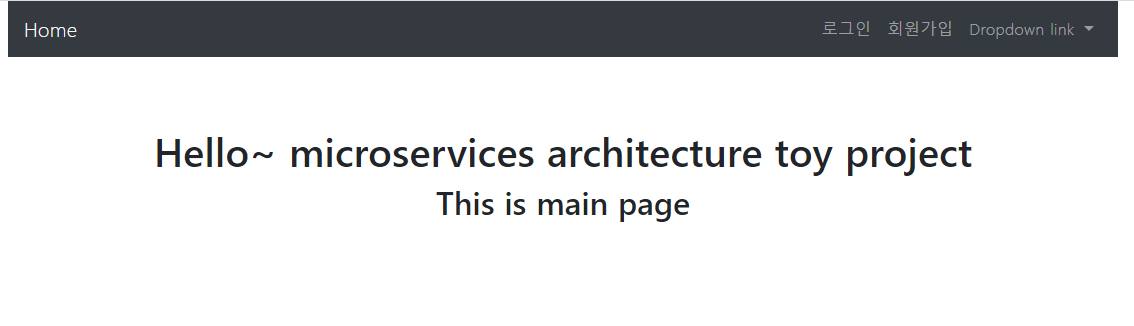 Home 로그인 회원가입 Dropdown link
Hello~ microservices architecture toy project
This is main page